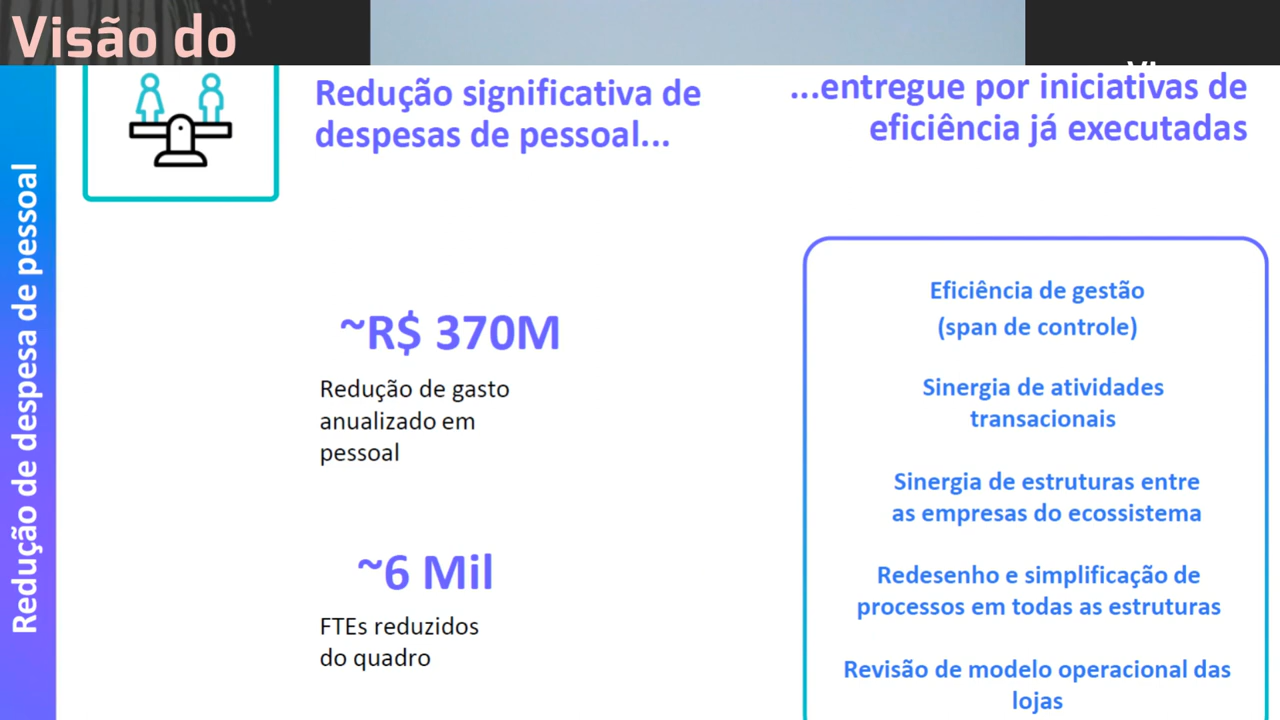 Visão do
Redução de despesa de pessoal
Redução significativa de
despesas de pessoal...
...entregue por iniciativas de
eficiência já executadas
~R$ 370M
Redução de gasto
anualizado em
pessoal
~6 Mil
FTEs reduzidos
do quadro
Eficiência de gestão
(span de controle)
Sinergia de atividades
transacionais
Sinergia de estruturas entre
as empresas do ecossistema
Redesenho e simplificação de
processos em todas as estruturas
Revisão de modelo operacional das
lojas